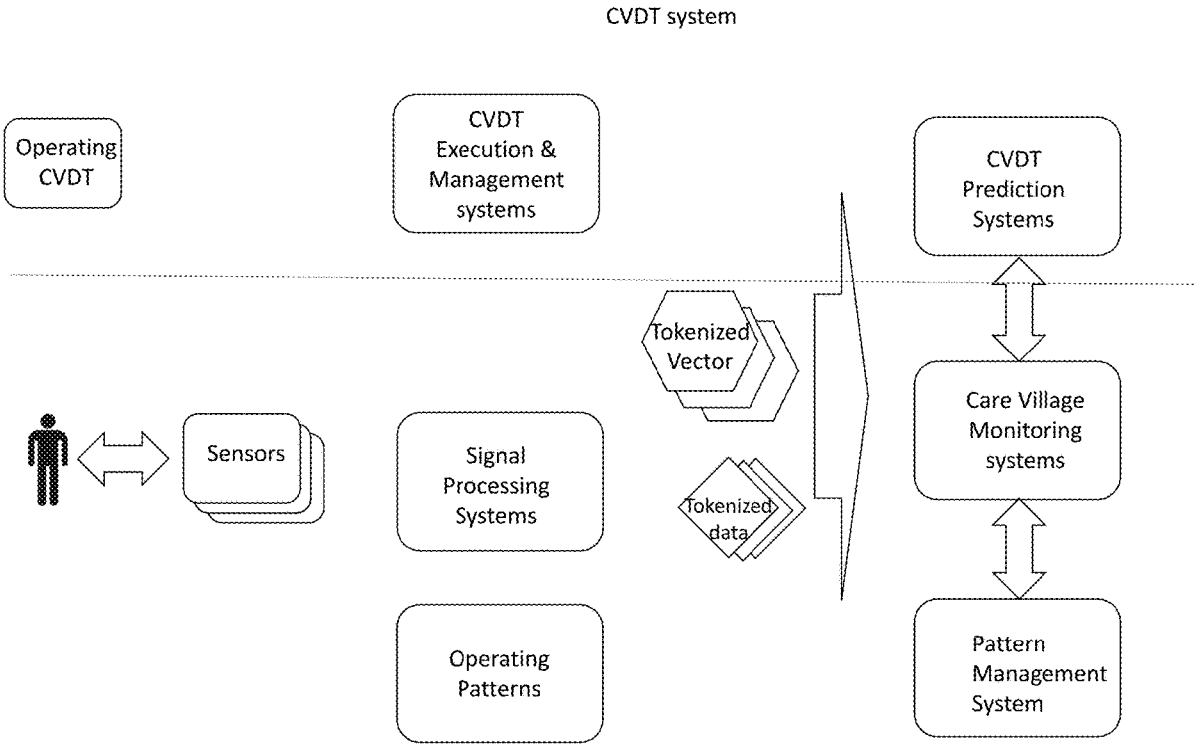 CVDT system
Operating
CVDT
CVDT
Execution &
Management
systems
CVDT
Prediction
Systems
Tokenized
Vector
Care Village
Monitoring
systems
Sensors
Signal
Processing
Systems
Tokenized
data
Operating
Patterns
Pattern
Management
System